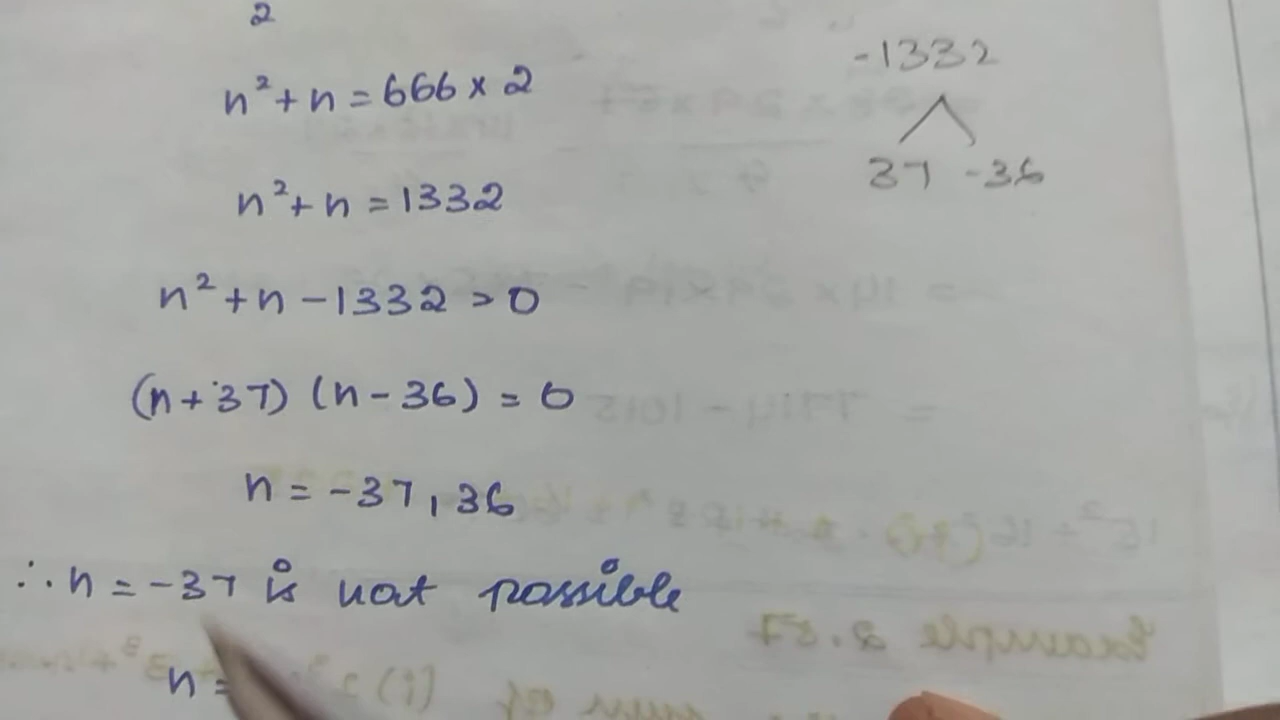 2
n² + n = 666 × 2
-1332
37 -36
n² + n = 1332
n² + n - 1332 = 0
(n + 37) (n - 36) = 0
n = -37, 36
∴ n = -37 is not possible
n =